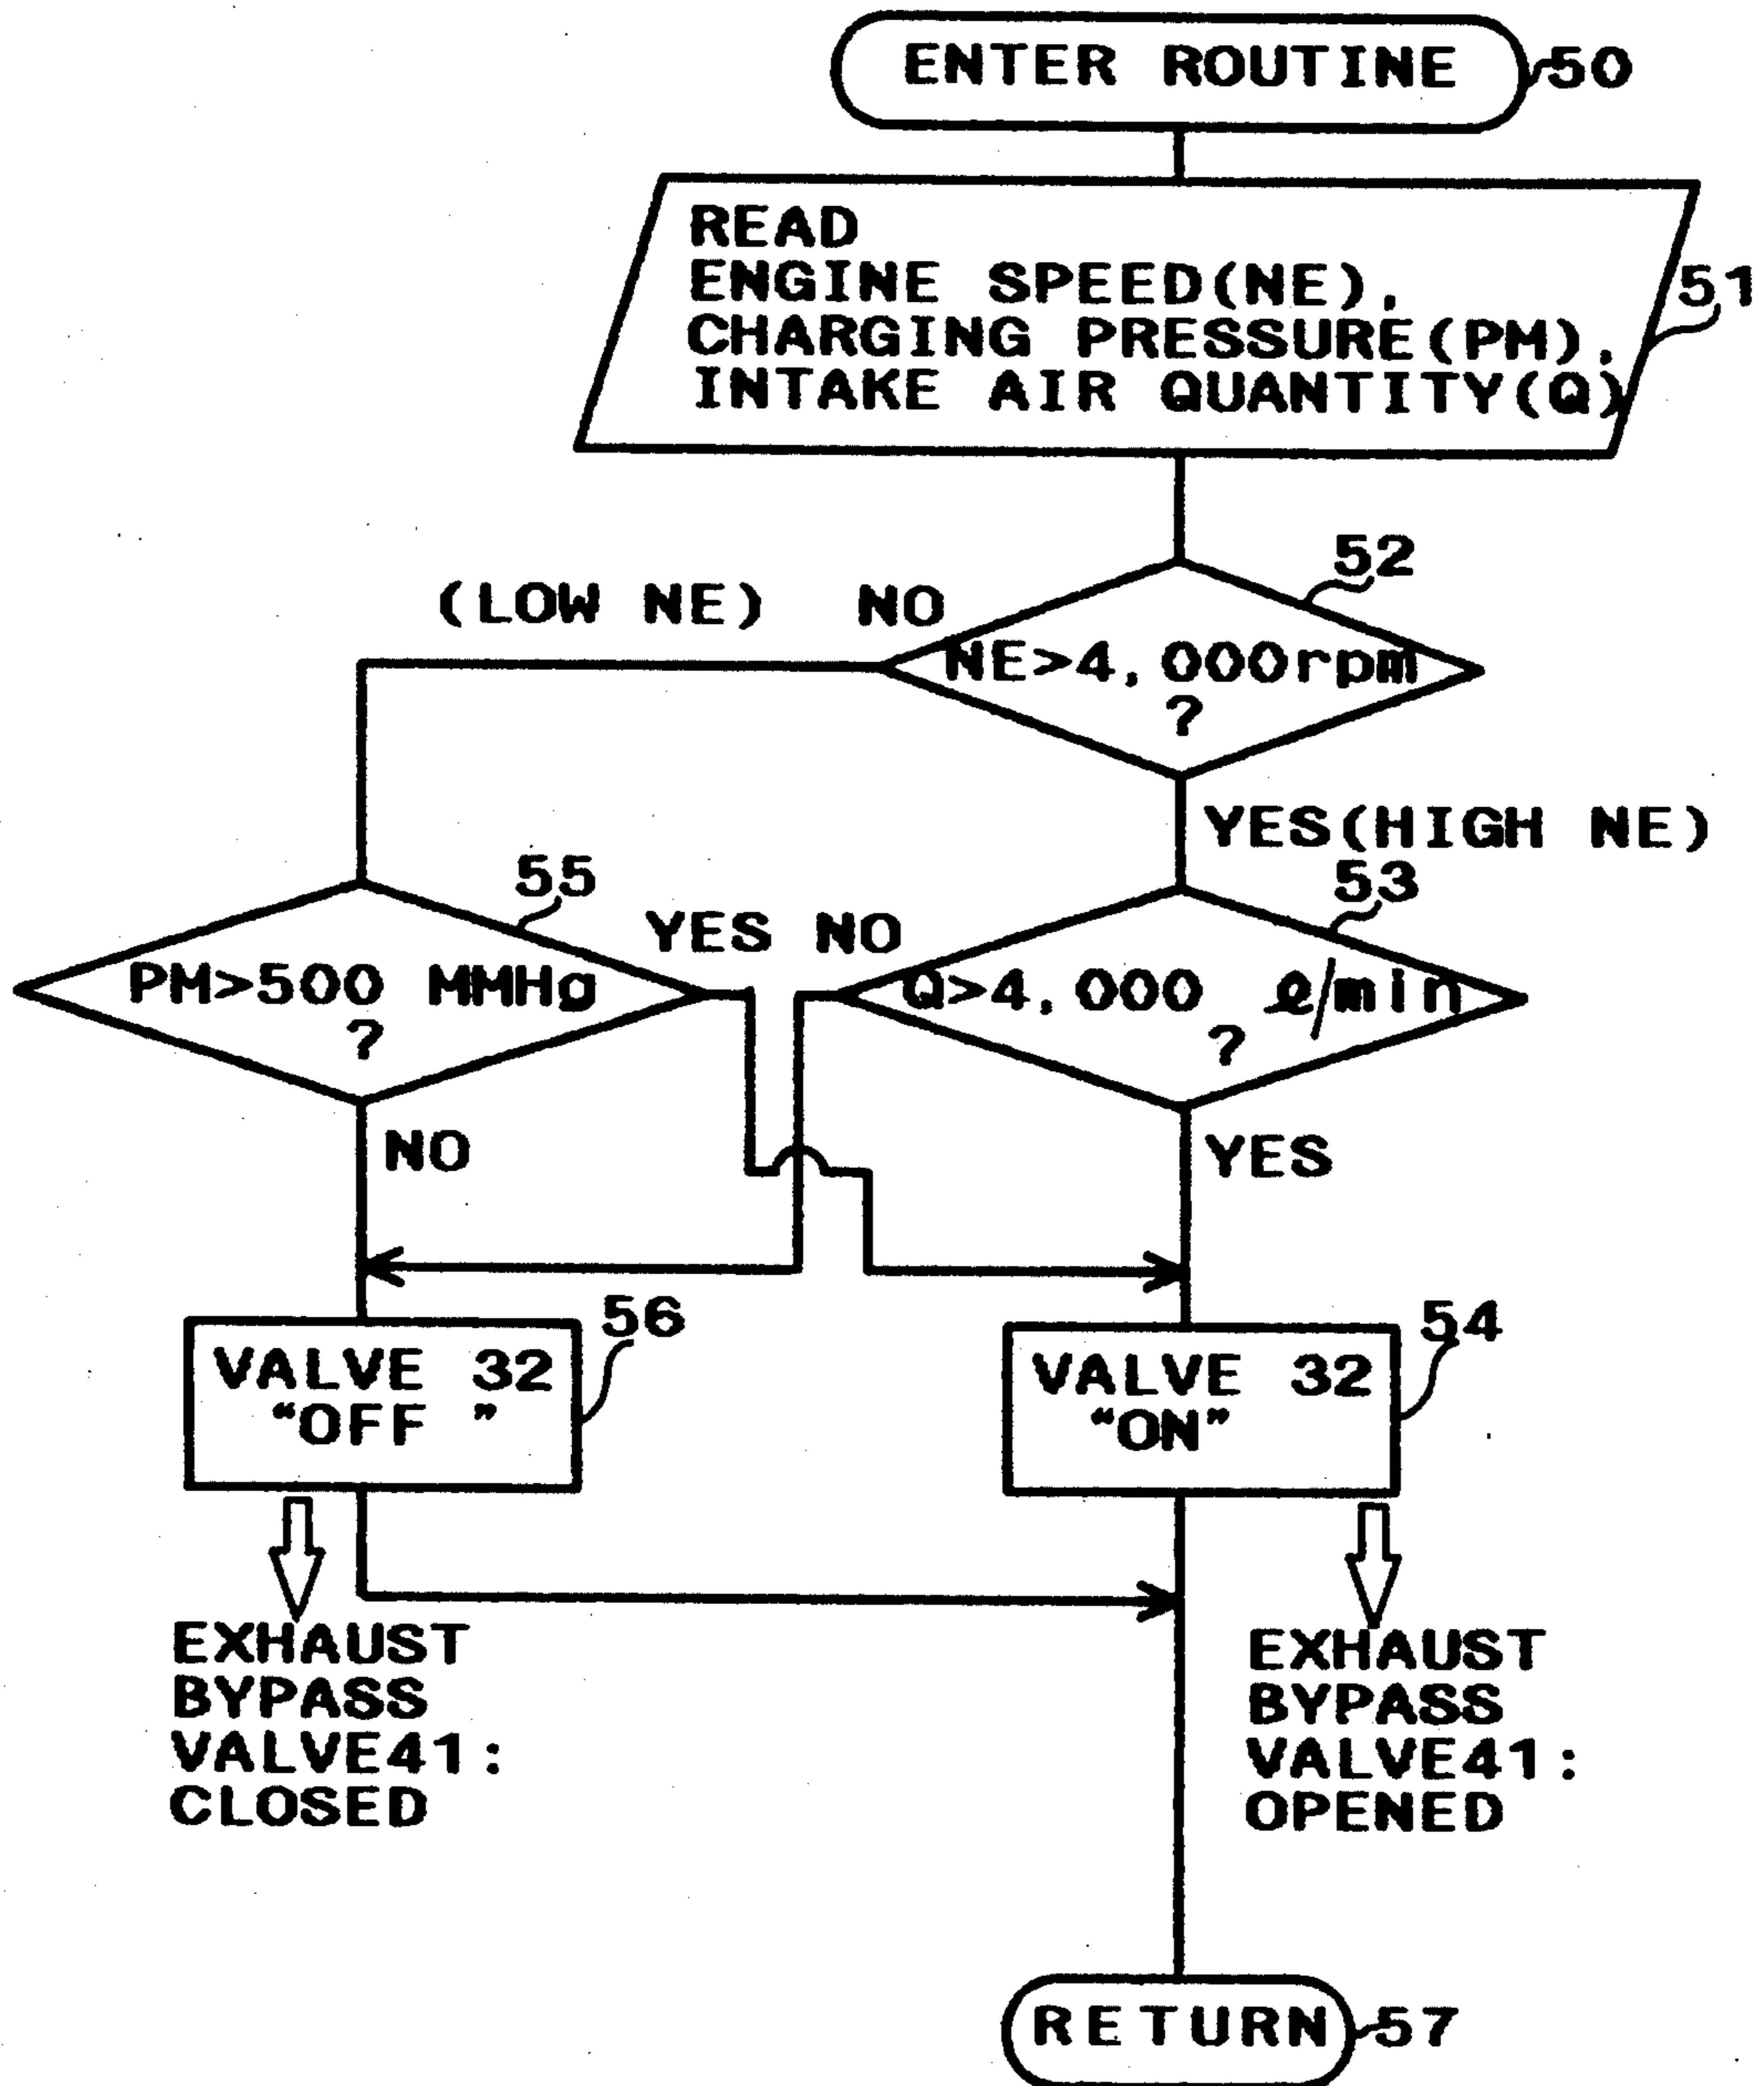 ENTER ROUTINE
50
READ
ENGINE SPEED(NE),
CHARGING PRESSURE(PM),
INTAKE AIR QUANTITY(Q)
51
52
(LOW NE) NO
NE>4,000rpm
?
YES(HIGH NE)
55
53
YES NO
PM>500 MMHg
?
Q>4,000 ℓ/min
?
NO
YES
56
54
VALVE 32
“OFF ”
VALVE 32
“ON”
EXHAUST
BYPASS
VALVE41:
CLOSED
EXHAUST
BYPASS
VALVE41:
OPENED
RETURN
57